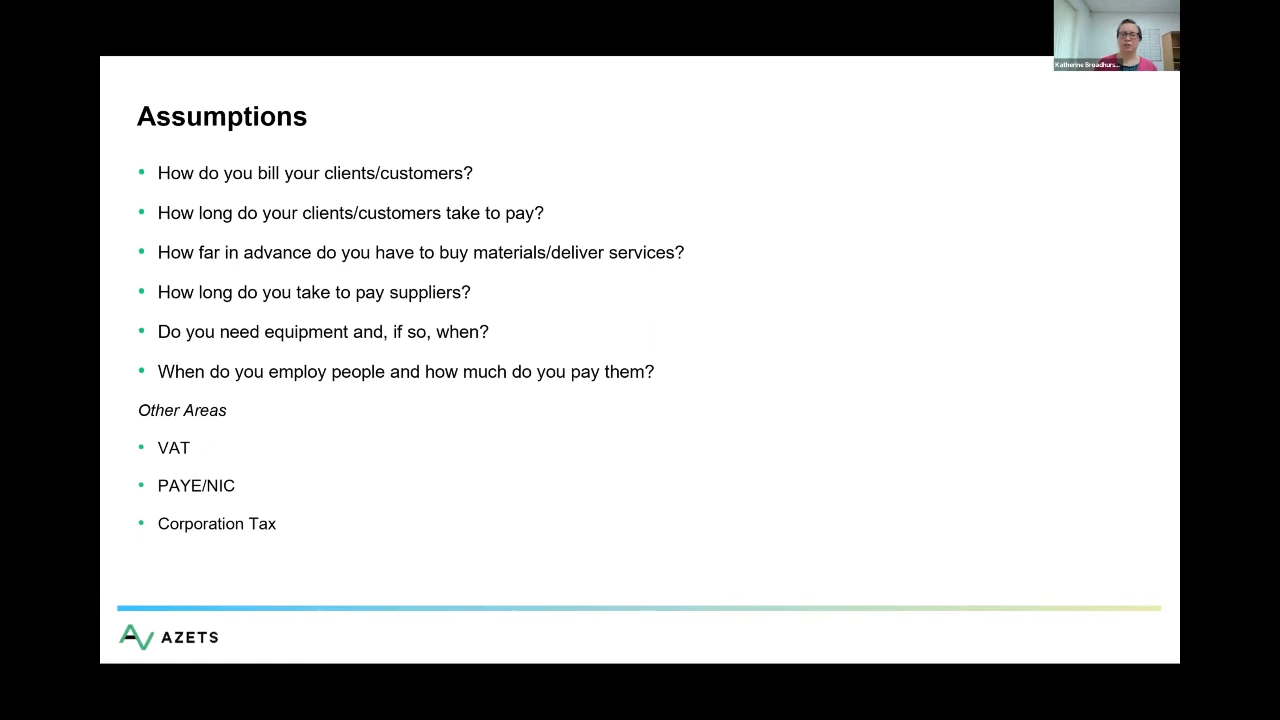 Katherine Broadhurs...
Assumptions
• How do you bill your clients/customers?
• How long do your clients/customers take to pay?
• How far in advance do you have to buy materials/deliver services?
• How long do you take to pay suppliers?
• Do you need equipment and, if so, when?
• When do you employ people and how much do you pay them?
Other Areas
• VAT
• PAYE/NIC
• Corporation Tax
AZETS